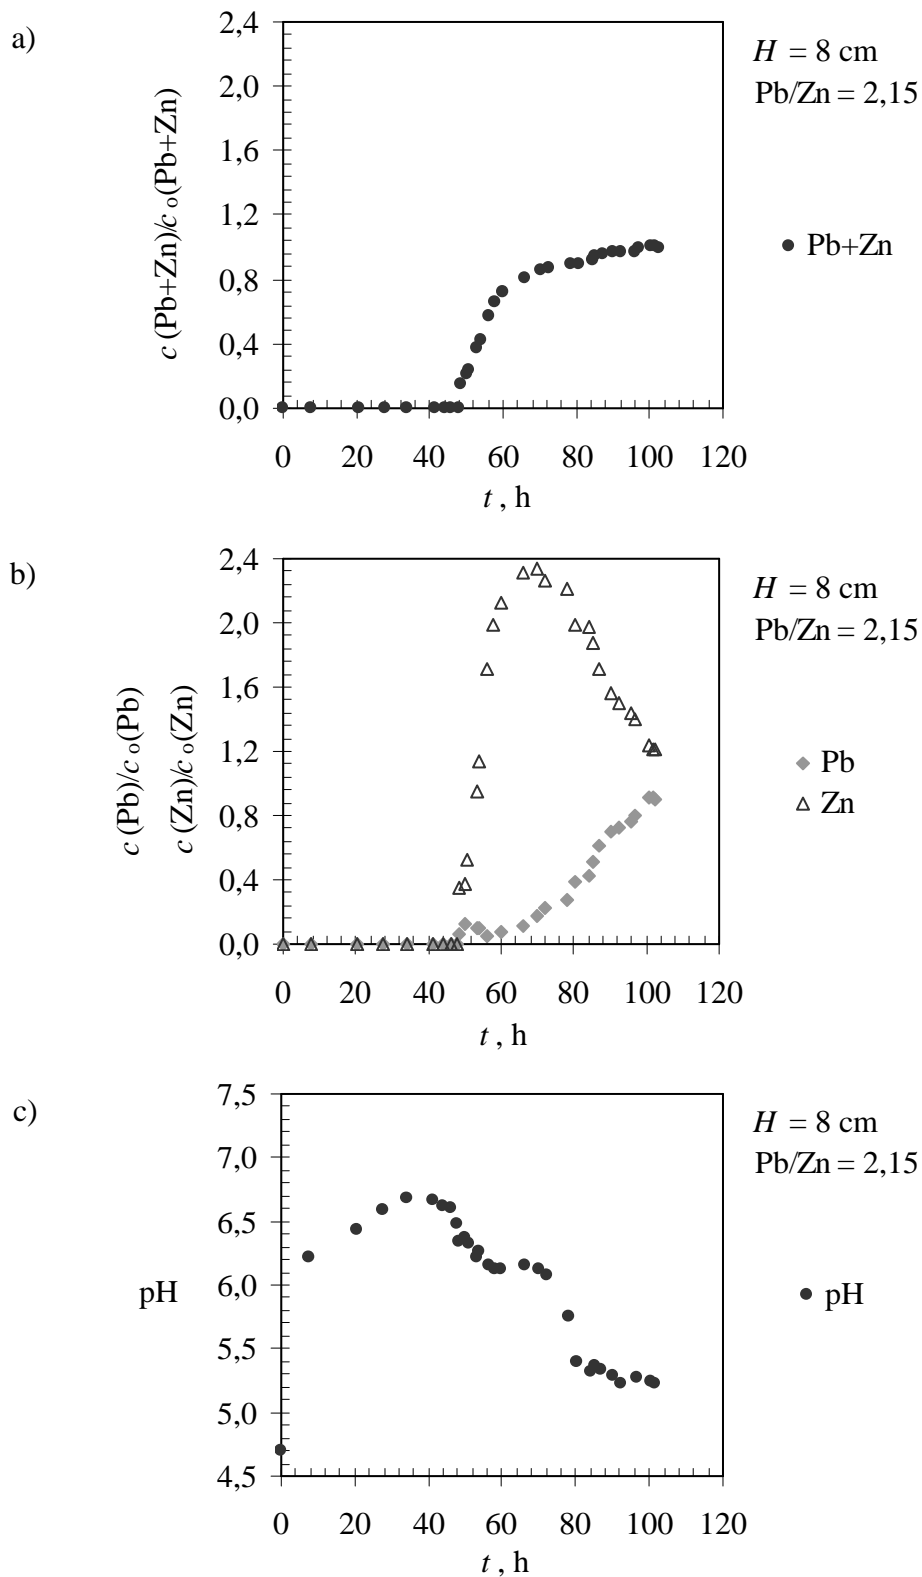 a)
2,4
2,0
1,6
1,2
0,8
0,4
0,0
c (Pb+Zn)/c o(Pb+Zn)
0 20 40 60 80 100 120
t , h
H = 8 cm
Pb/Zn = 2,15
Pb+Zn
b)
2,4
2,0
1,6
1,2
0,8
0,4
0,0
c (Pb)/c o(Pb)
c (Zn)/c o(Zn)
0 20 40 60 80 100 120
t , h
H = 8 cm
Pb/Zn = 2,15
Pb
Zn
c)
7,5
7,0
6,5
6,0
5,5
5,0
4,5
pH
0 20 40 60 80 100 120
t , h
H = 8 cm
Pb/Zn = 2,15
pH